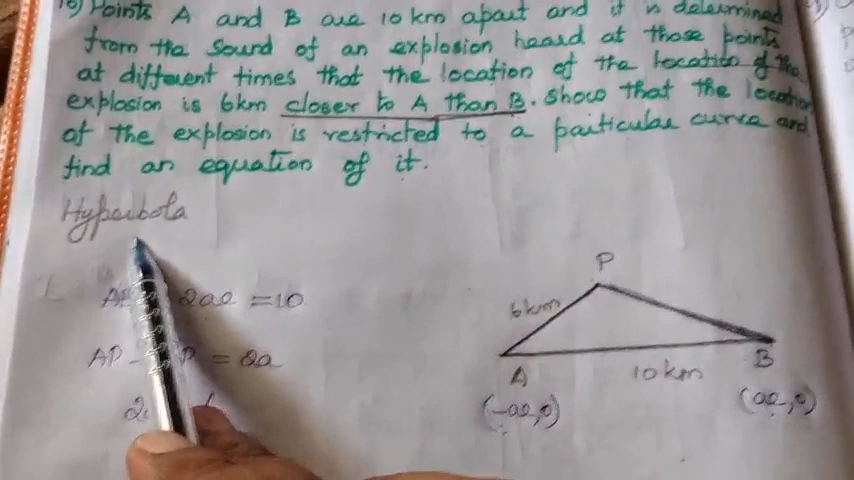 Points A and B are 10 km apart and it is determined
from the sound of an explosion heard at those points
at different times that the location of the location of the
explosion is 6km closer to A than B. Show that the location
of the explosion is restricted to a particular curve and
find an equation of it.
Hyperbola
2ae = 10
P
6km
AP - P = 2a
A
10km
B
(-ae,0)
(ae,0)